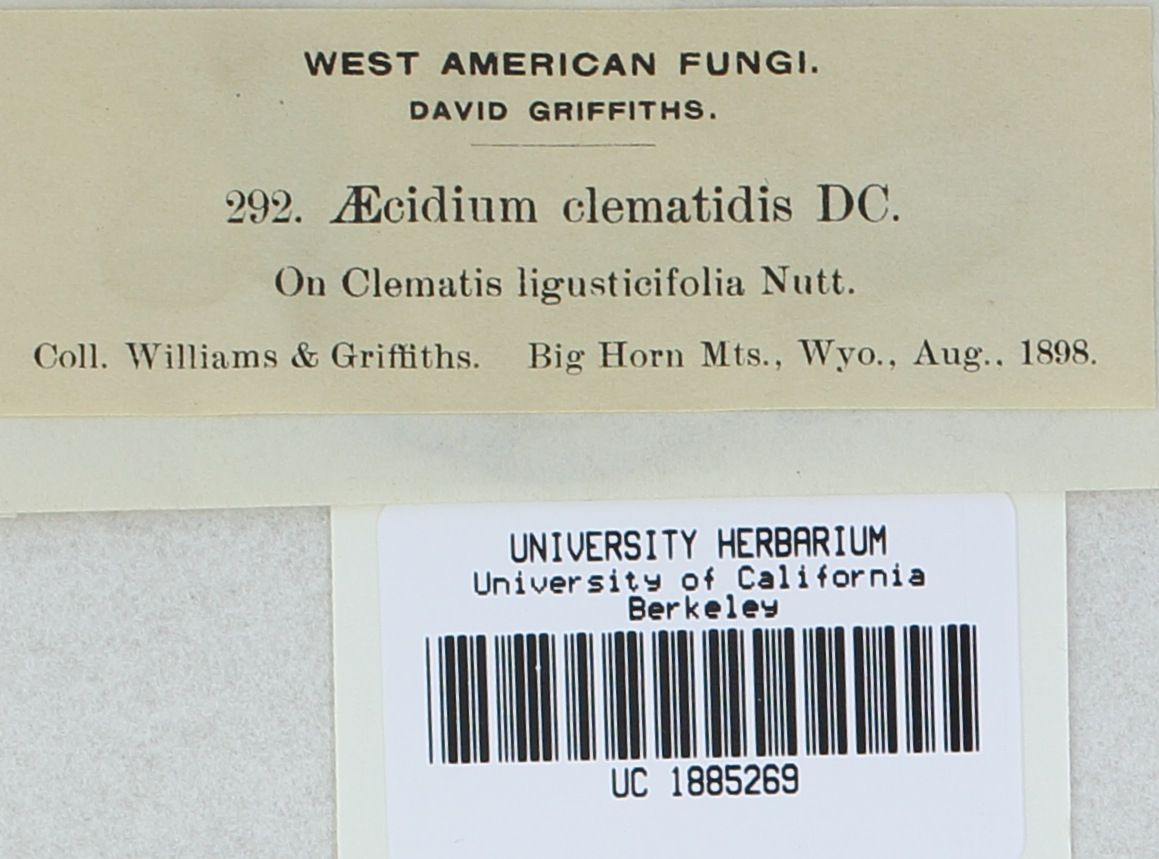 WEST AMERICAN FUNGI.
DAVID GRIFFITHS.
292. Æcidium clematidis DC.
On Clematis ligusticifolia Nutt.
Coll. Williams & Griffiths. Big Horn Mts., Wyo., Aug., 1898.
UNIVERSITY HERBARIUM
University of California
Berkeley
UC 1885269